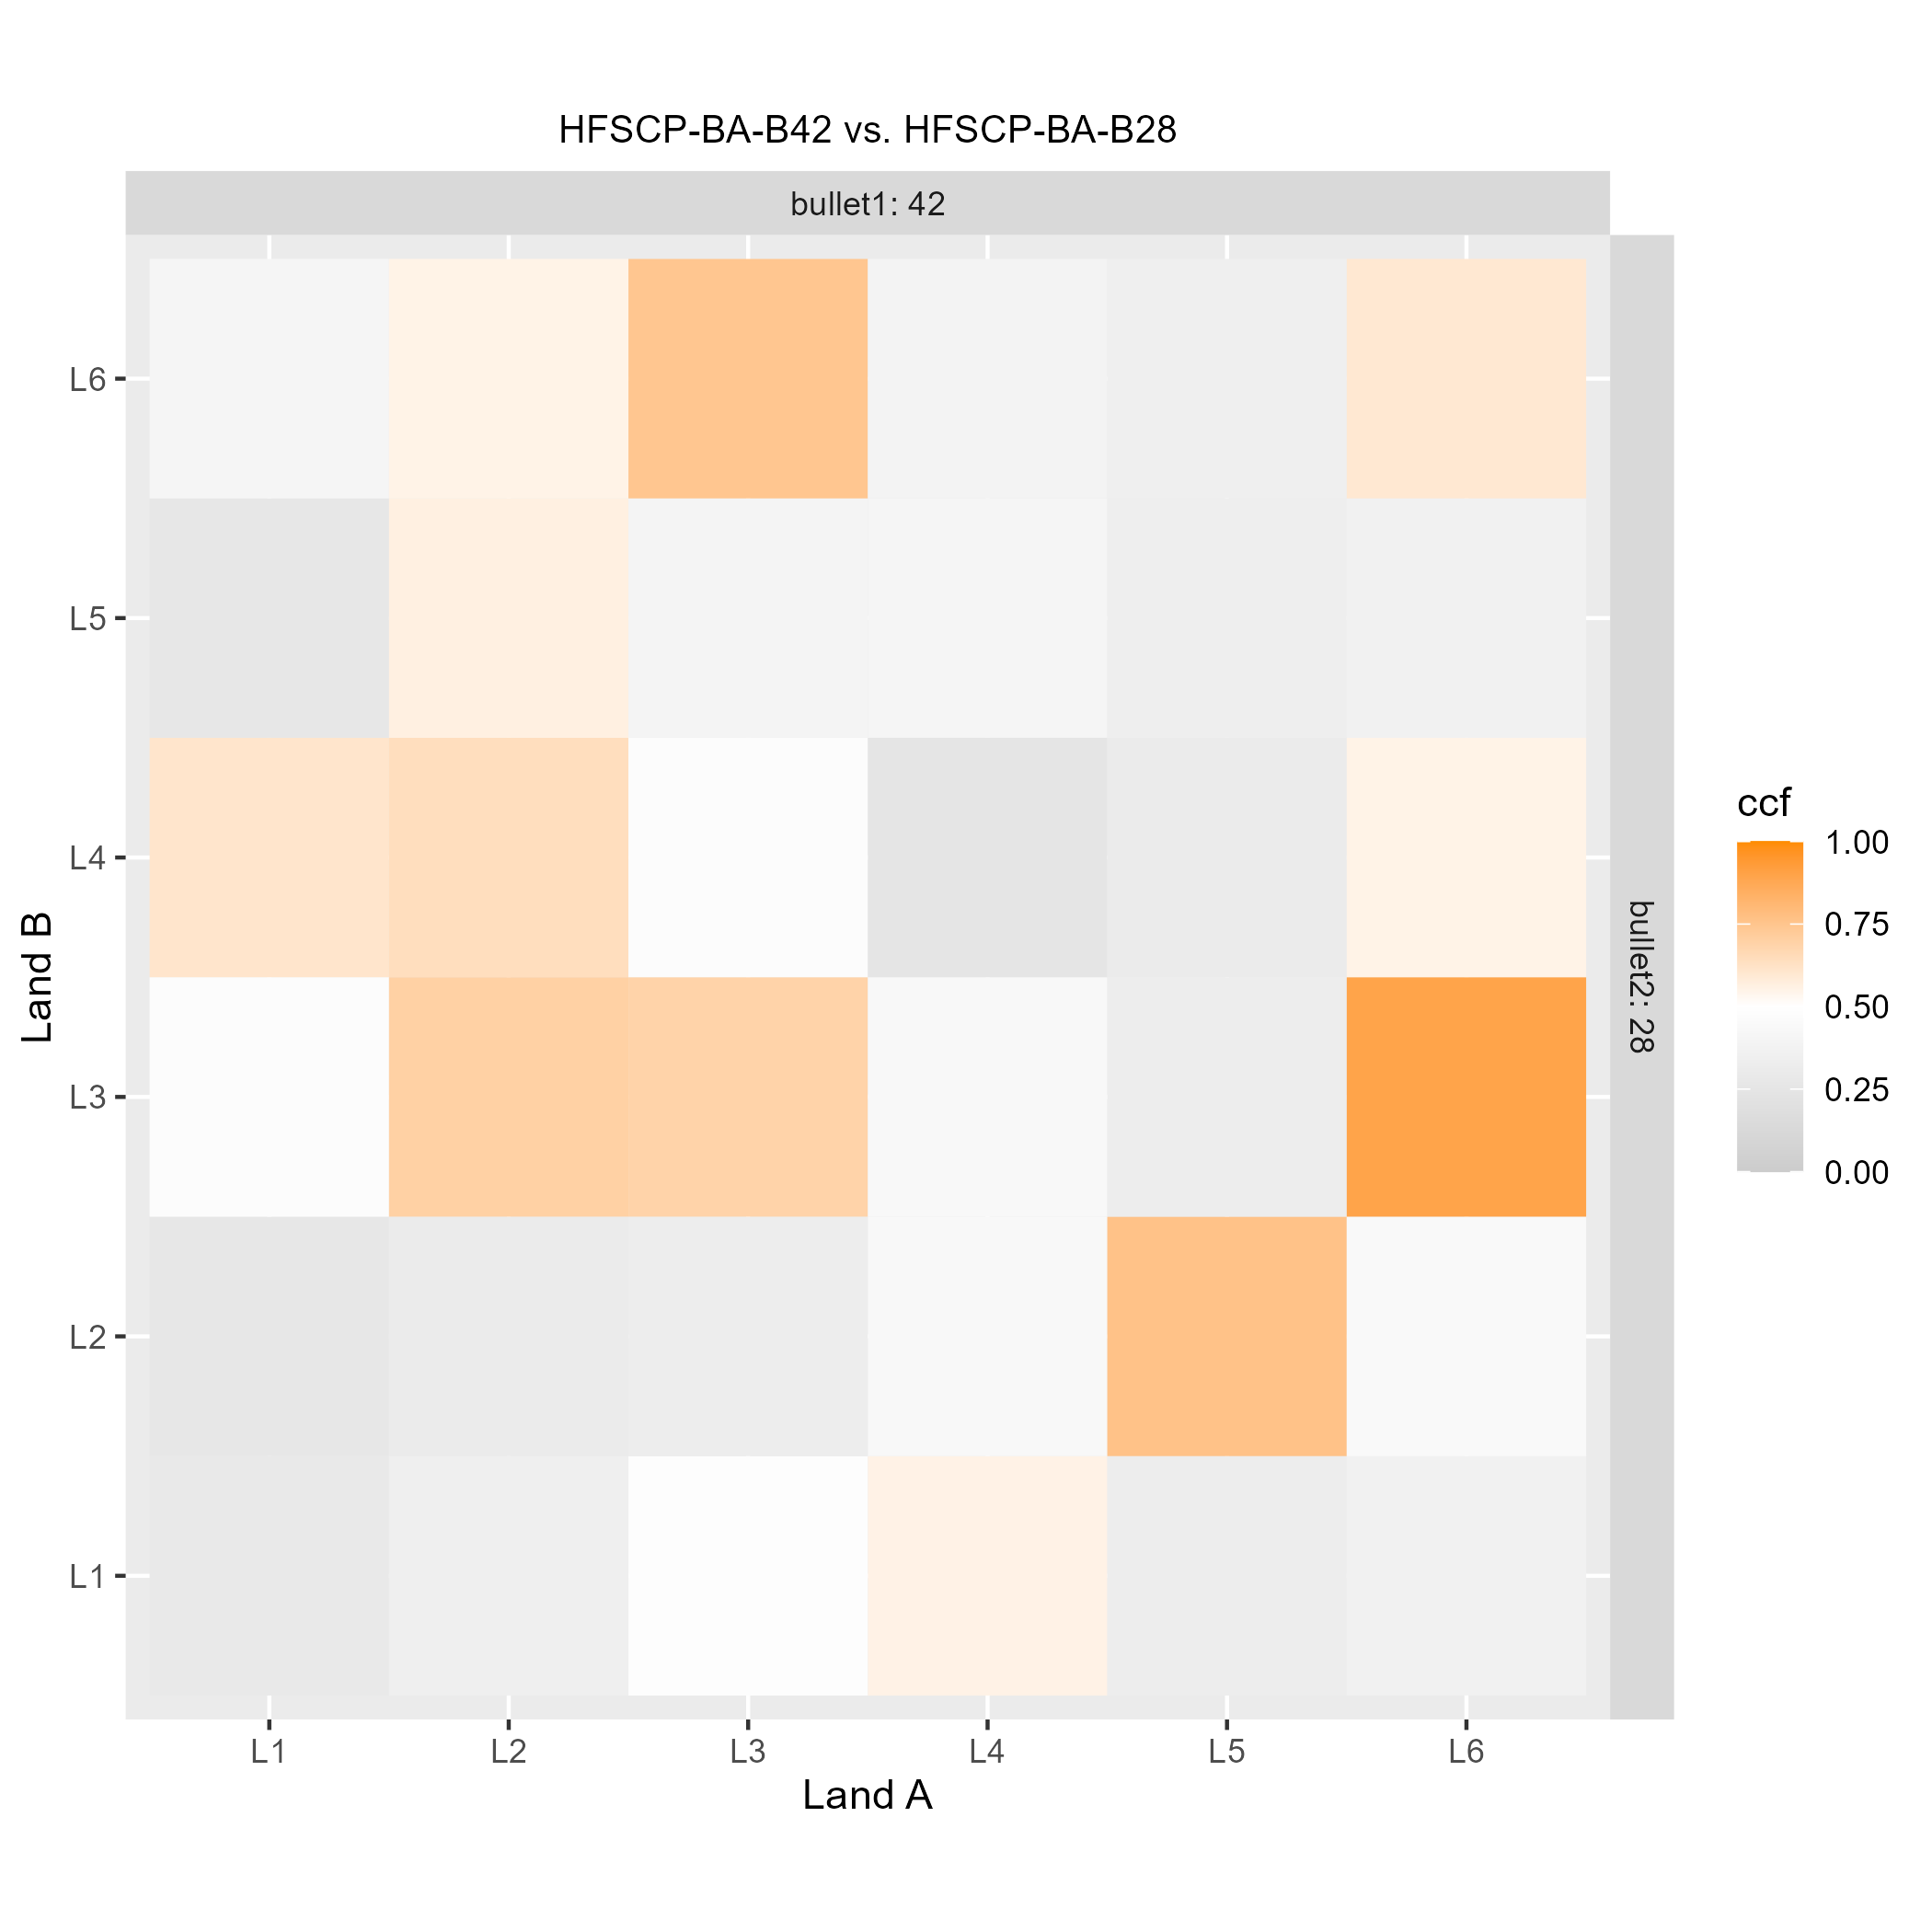 HFSCP-BA-B42 vs. HFSCP-BA-B28
bullet1: 42
L6
L5
L4
L3
L2
L1
Land B
bullet2: 28
ccf
1.00
0.75
0.50
0.25
0.00
L1
L2
L3
L4
L5
L6
Land A